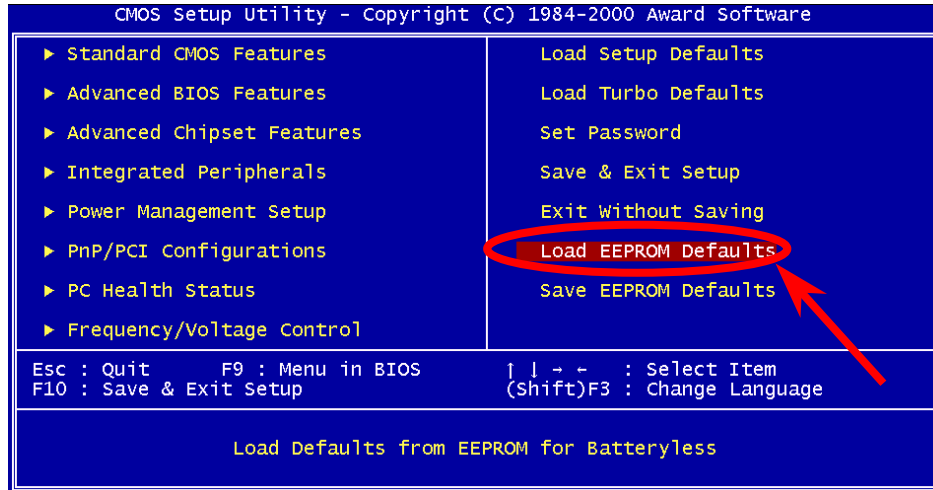 CMOS Setup Utility – Copyright (C) 1984–2000 Award Software
▶ Standard CMOS Features
▶ Advanced BIOS Features
▶ Advanced Chipset Features
▶ Integrated Peripherals
▶ Power Management Setup
▶ PnP/PCI Configurations
▶ PC Health Status
▶ Frequency/Voltage Control
Load Setup Defaults
Load Turbo Defaults
Set Password
Save & Exit Setup
Exit Without Saving
Load EEPROM Defaults
Save EEPROM Defaults
Esc : Quit F9 : Menu in BIOS ↑ ↓ → ← : Select Item
F10 : Save & Exit Setup (Shift)F3 : Change Language
Load Defaults from EEPROM for Batteryless